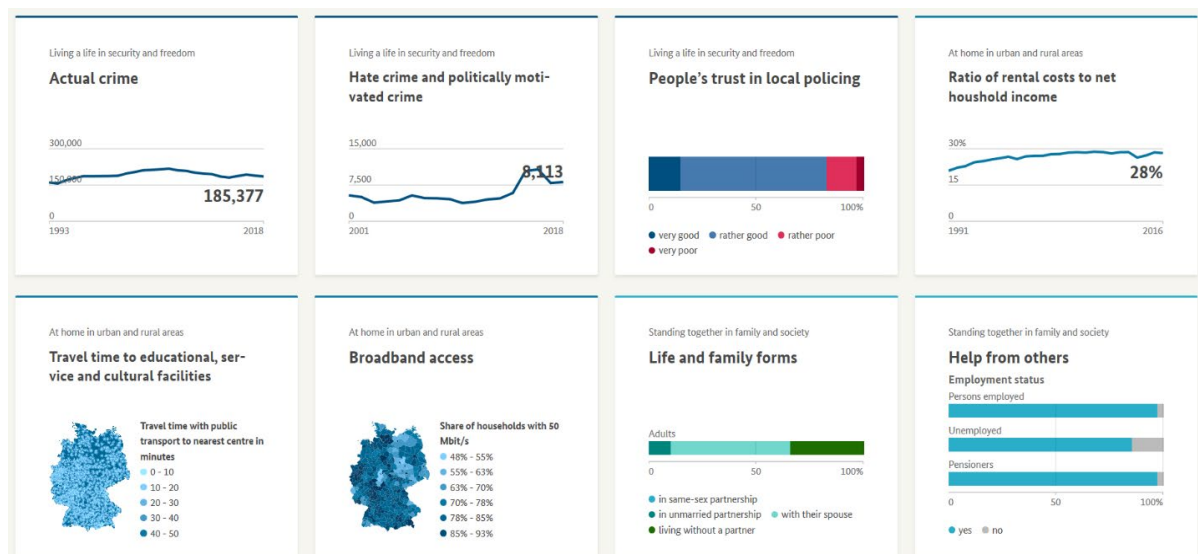 Living a life in security and freedom
Actual crime
300,000
150,000
185,377
0
1993 2018
Living a life in security and freedom
Hate crime and politically moti-
vated crime
15,000
8,113
7,500
0
2001 2018
Living a life in security and freedom
People's trust in local policing
0 50 100%
very good rather good rather poor
very poor
At home in urban and rural areas
Ratio of rental costs to net
houshold income
30%
28%
15
0
1991 2016
At home in urban and rural areas
Travel time to educational, ser-
vice and cultural facilities
Travel time with public
transport to nearest centre in
minutes
0 - 10
10 - 20
20 - 30
30 - 40
40 - 50
At home in urban and rural areas
Broadband access
Share of households with 50
Mbit/s
48% - 55%
55% - 63%
63% - 70%
70% - 78%
78% - 85%
85% - 93%
Standing together in family and society
Life and family forms
Adults
0 50 100%
in same-sex partnership
in unmarried partnership with their spouse
living without a partner
Standing together in family and society
Help from others
Employment status
Persons employed
Unemployed
Pensioners
0 50 100%
yes no